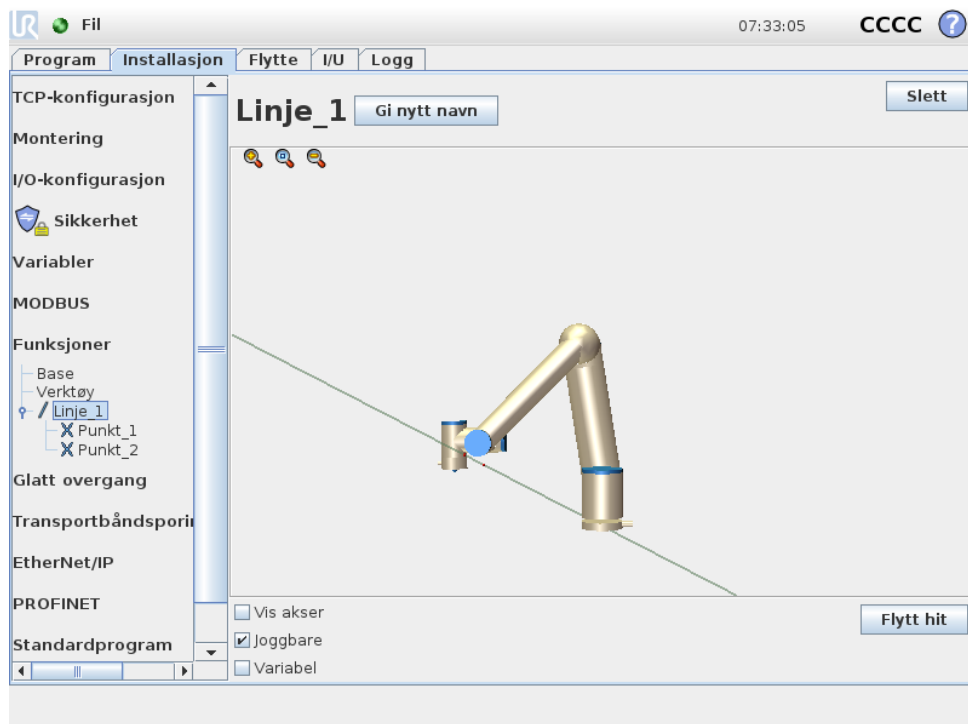 UR Fil 07:33:05 CCCC ?
Program Installasjon Flytte I/U Logg
TCP-konfigurasjon
Montering
I/O-konfigurasjon
Sikkerhet
Variabler
MODBUS
Funksjoner
Base
Verktøy
Linje_1
Punkt_1
Punkt_2
Glatt overgang
Transportbåndsporin
EtherNet/IP
PROFINET
Standardprogram
Linje_1 Gi nytt navn Slett
Vis akser
Joggbare
Variabel
Flytt hit